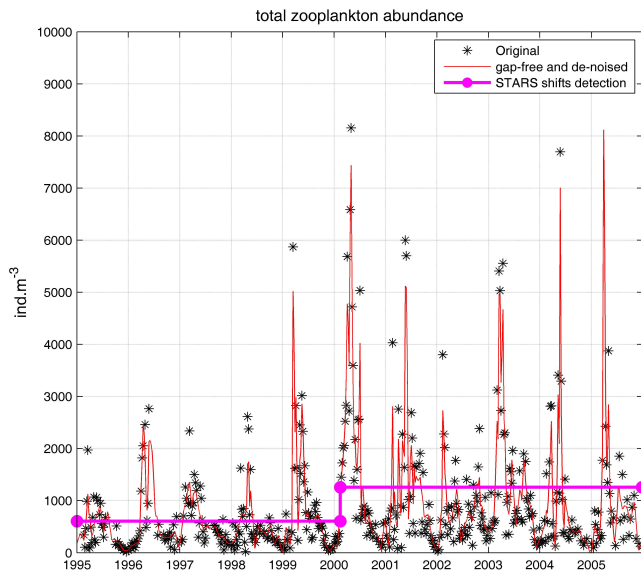 total zooplankton abundance
Original
gap-free and de-noised
STARS shifts detection
ind.m-3
10000
9000
8000
7000
6000
5000
4000
3000
2000
1000
0
1995 1996 1997 1998 1999 2000 2001 2002 2003 2004 2005